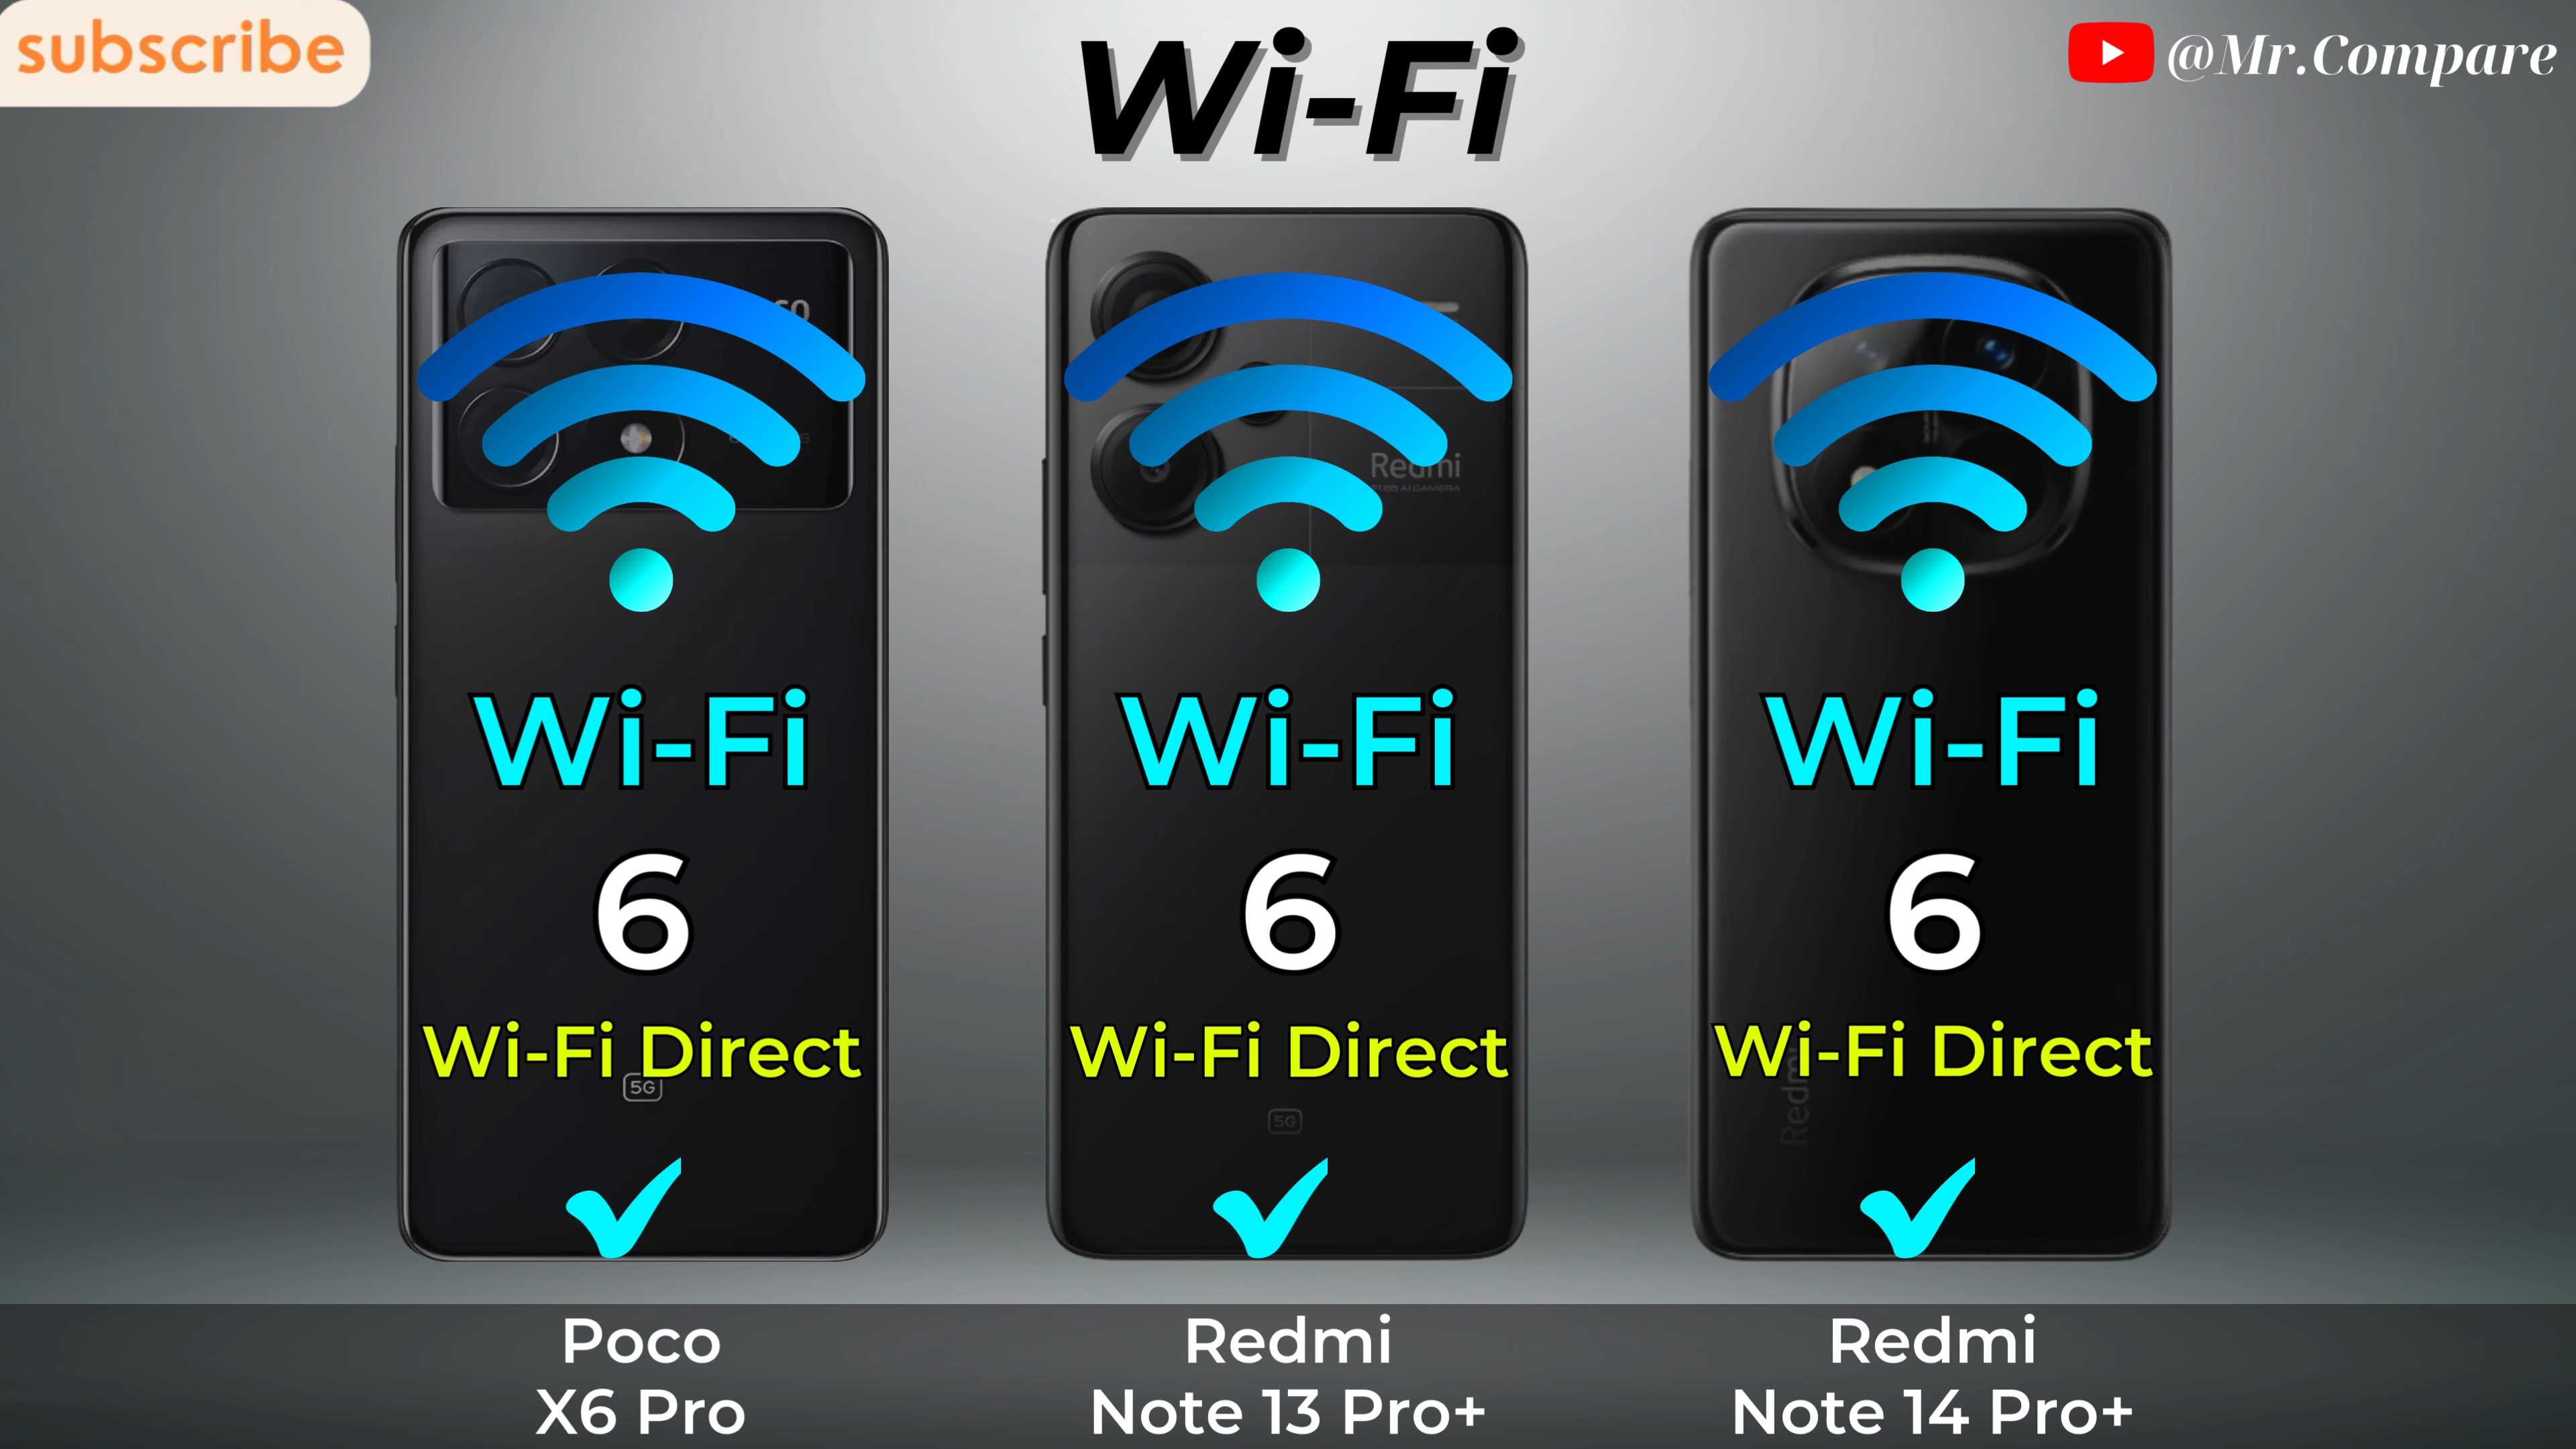 subscribe
Wi-Fi
@Mr.Compare
Redmi
Wi-Fi
Wi-Fi
Wi-Fi
6
6
6
Wi-Fi Direct
Wi-Fi Direct
Wi-Fi Direct
5G
5G
Redmi
Poco
X6 Pro
Redmi
Note 13 Pro+
Redmi
Note 14 Pro+